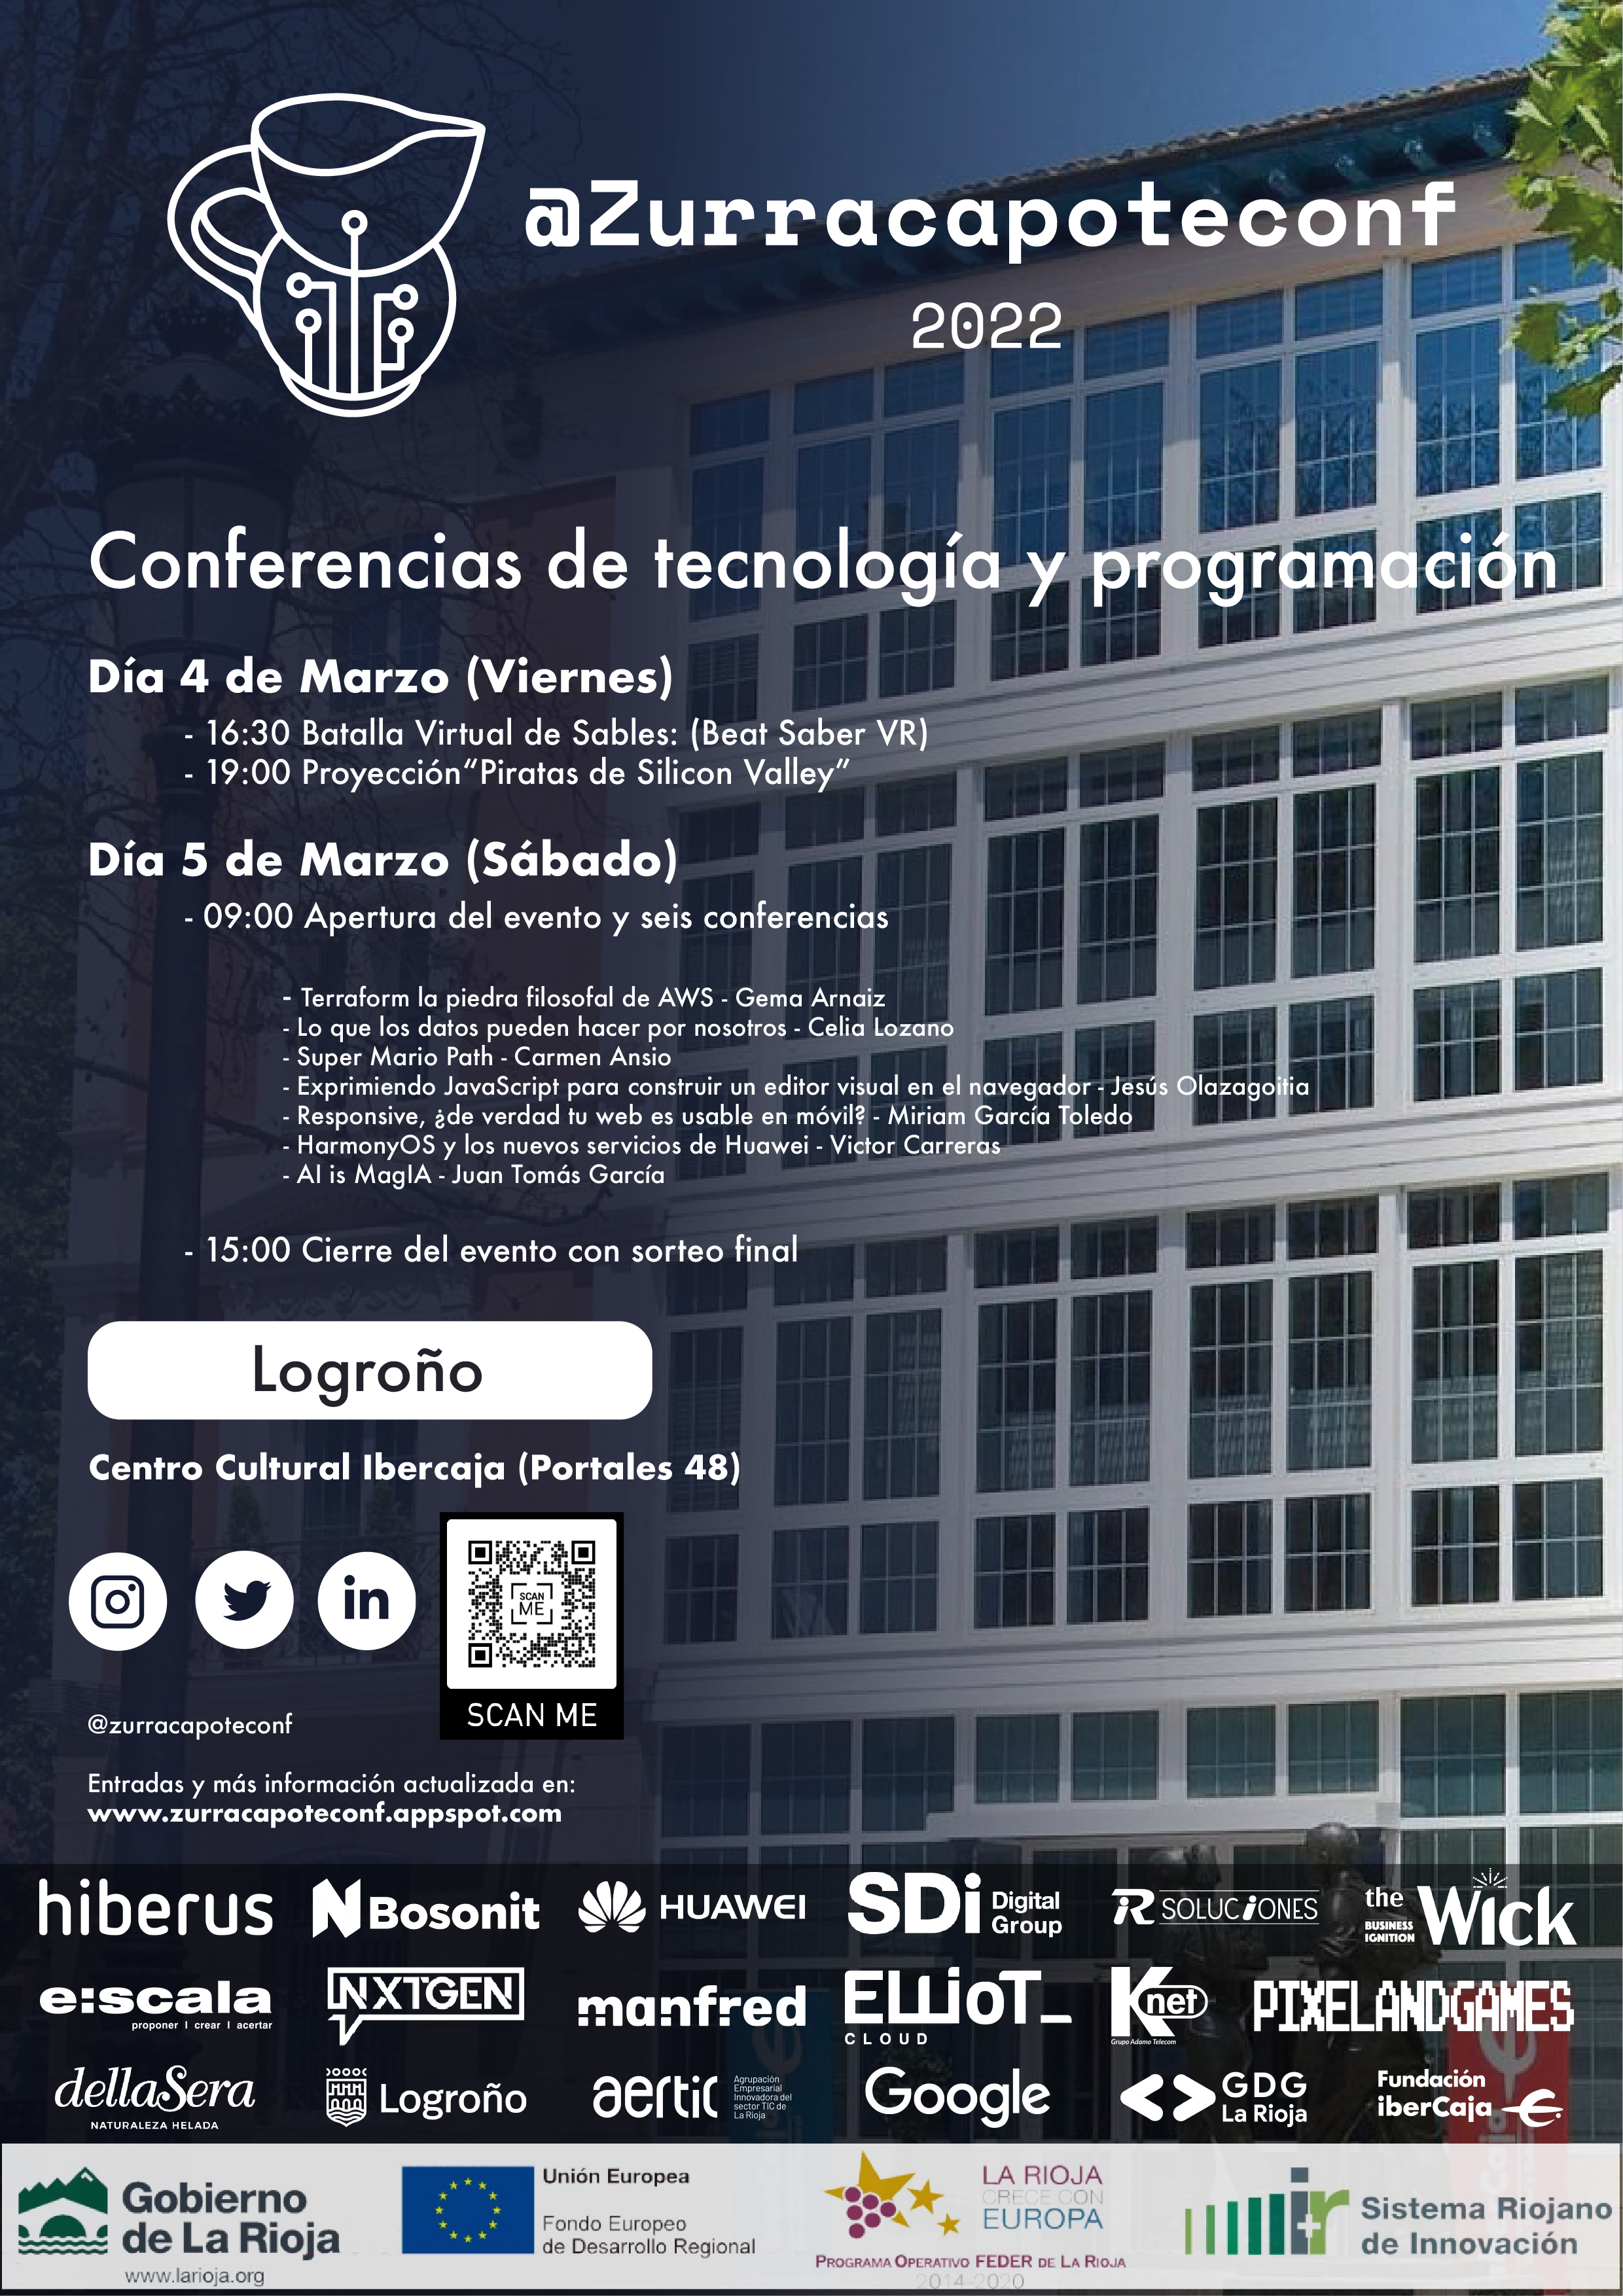 @Zurracapoteconf
2022
Conferencias de tecnología y programación
Día 4 de Marzo (Viernes)
- 16:30 Batalla Virtual de Sables: (Beat Saber VR)
- 19:00 Proyección“Piratas de Silicon Valley”
Día 5 de Marzo (Sábado)
- 09:00 Apertura del evento y seis conferencias
- Terraform la piedra filosofal de AWS - Gema Arnaiz
- Lo que los datos pueden hacer por nosotros - Celia Lozano
- Super Mario Path - Carmen Ansio
- Exprimiendo JavaScript para construir un editor visual en el navegador - Jesús Olazagoitia
- Responsive, ¿de verdad tu web es usable en móvil? - Miriam García Toledo
- HarmonyOS y los nuevos servicios de Huawei - Victor Carreras
- AI is MagIA - Juan Tomás García
- 15:00 Cierre del evento con sorteo final
Logroño
Centro Cultural Ibercaja (Portales 48)
in
SCAN
ME
SCAN ME
@zurracapoteconf
Entradas y más información actualizada en:
www.zurracapoteconf.appspot.com
hiberus
Bosonit
HUAWEI
SDi Digital
Group
iR SOLUCiONES
the
BUSINESS
IGNITION
Wick
e:scala
proponer I crear I acertar
NXTGEN
manfred
ELLIOT_
CLOUD
Knet
Grupo Adamo Telecom
PIXELANDGAMES
dellaSera
NATURALEZA HELADA
Logroño
aertic
Agrupación
Empresarial
Innovadora del
sector TIC de
La Rioja
Google
GDG
La Rioja
Fundación
iberCaja
Gobierno
de La Rioja
www.larioja.org
Unión Europea
Fondo Europeo
de Desarrollo Regional
LA RIOJA
CRECE CON
EUROPA
PROGRAMA OPERATIVO FEDER DE LA RIOJA
2014-2020
ir
Sistema Riojano
de Innovación